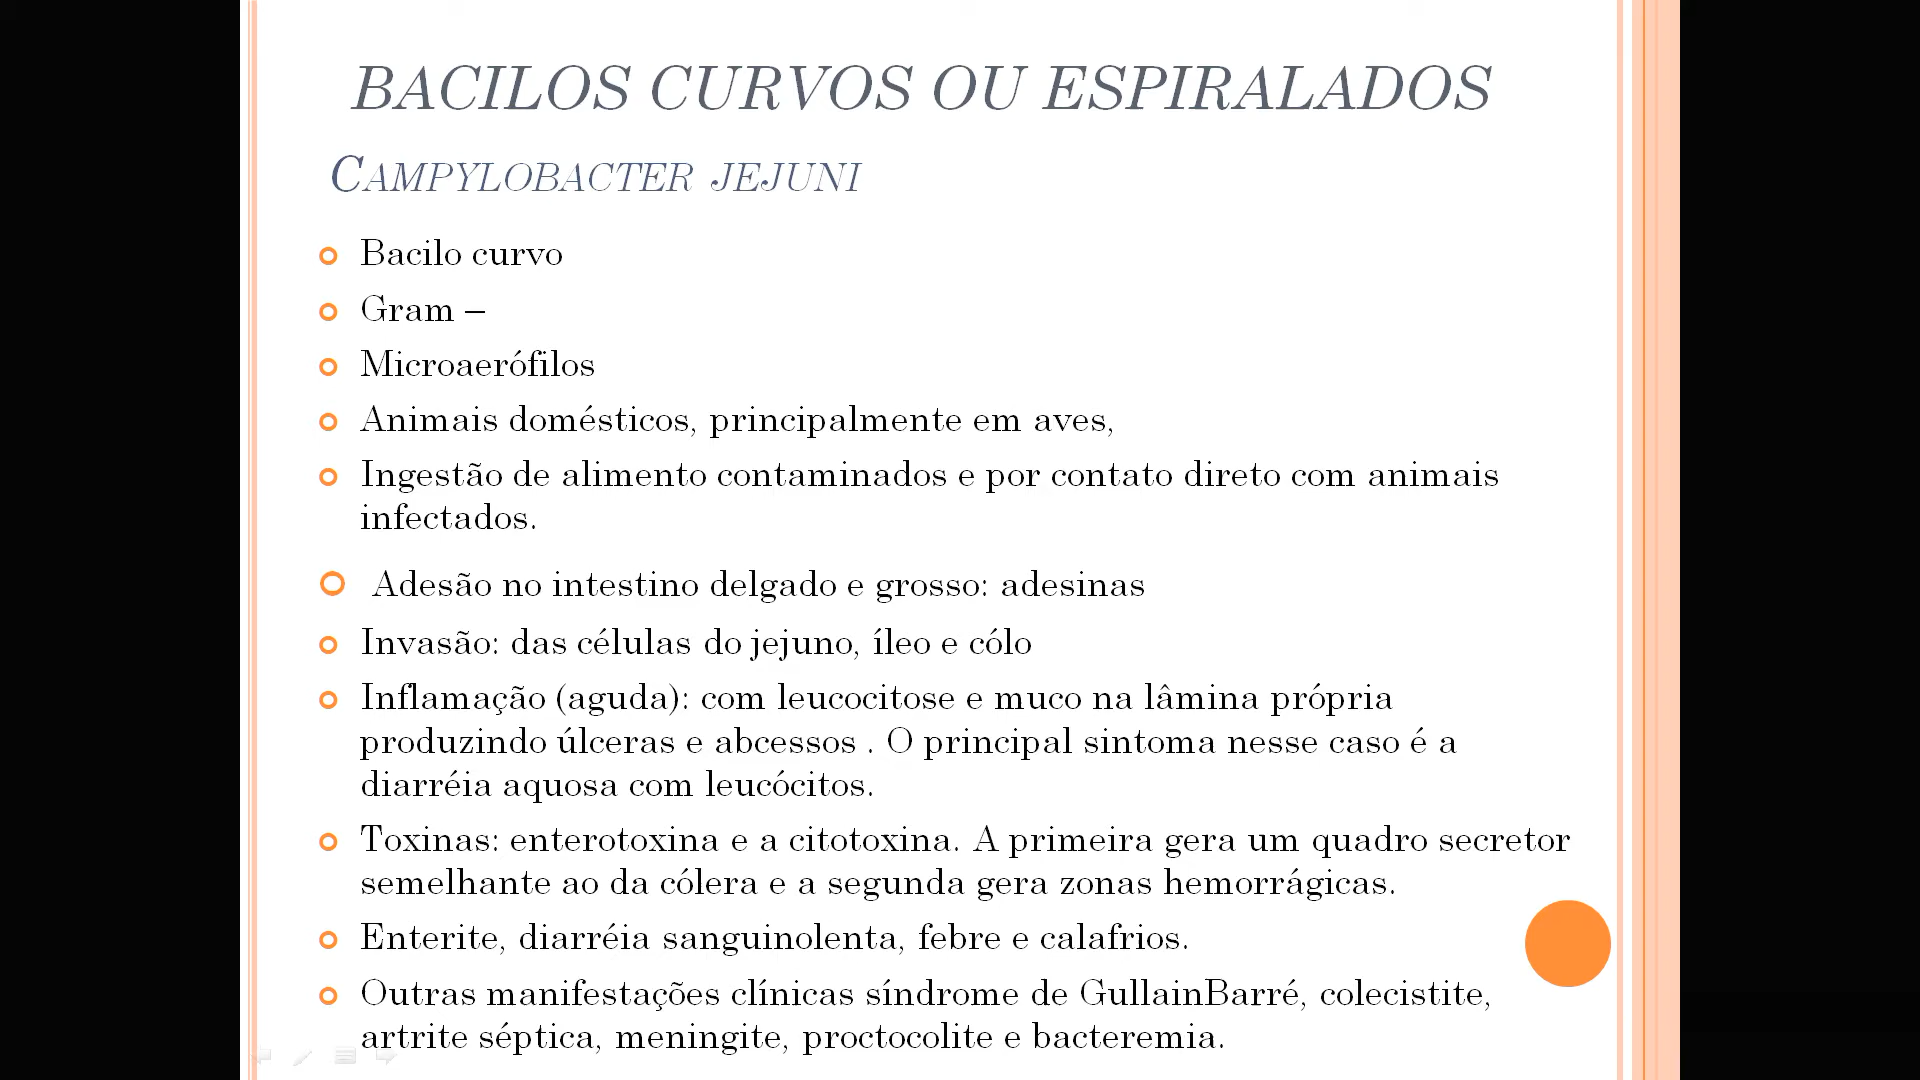 BACILOS CURVOS OU ESPIRALADOS
CAMPYLOBACTER JEJUNI
Bacilo curvo
Gram –
Microaerófilos
Animais domésticos, principalmente em aves,
Ingestão de alimento contaminados e por contato direto com animais
infectados.
Adesão no intestino delgado e grosso: adesinas
Invasão: das células do jejuno, íleo e cólo
Inflamação (aguda): com leucocitose e muco na lâmina própria
produzindo úlceras e abcessos . O principal sintoma nesse caso é a
diarréia aquosa com leucócitos.
Toxinas: enterotoxina e a citotoxina. A primeira gera um quadro secretor
semelhante ao da cólera e a segunda gera zonas hemorrágicas.
Enterite, diarréia sanguinolenta, febre e calafrios.
Outras manifestações clínicas síndrome de GullainBarré, colecistite,
artrite séptica, meningite, proctocolite e bacteremia.